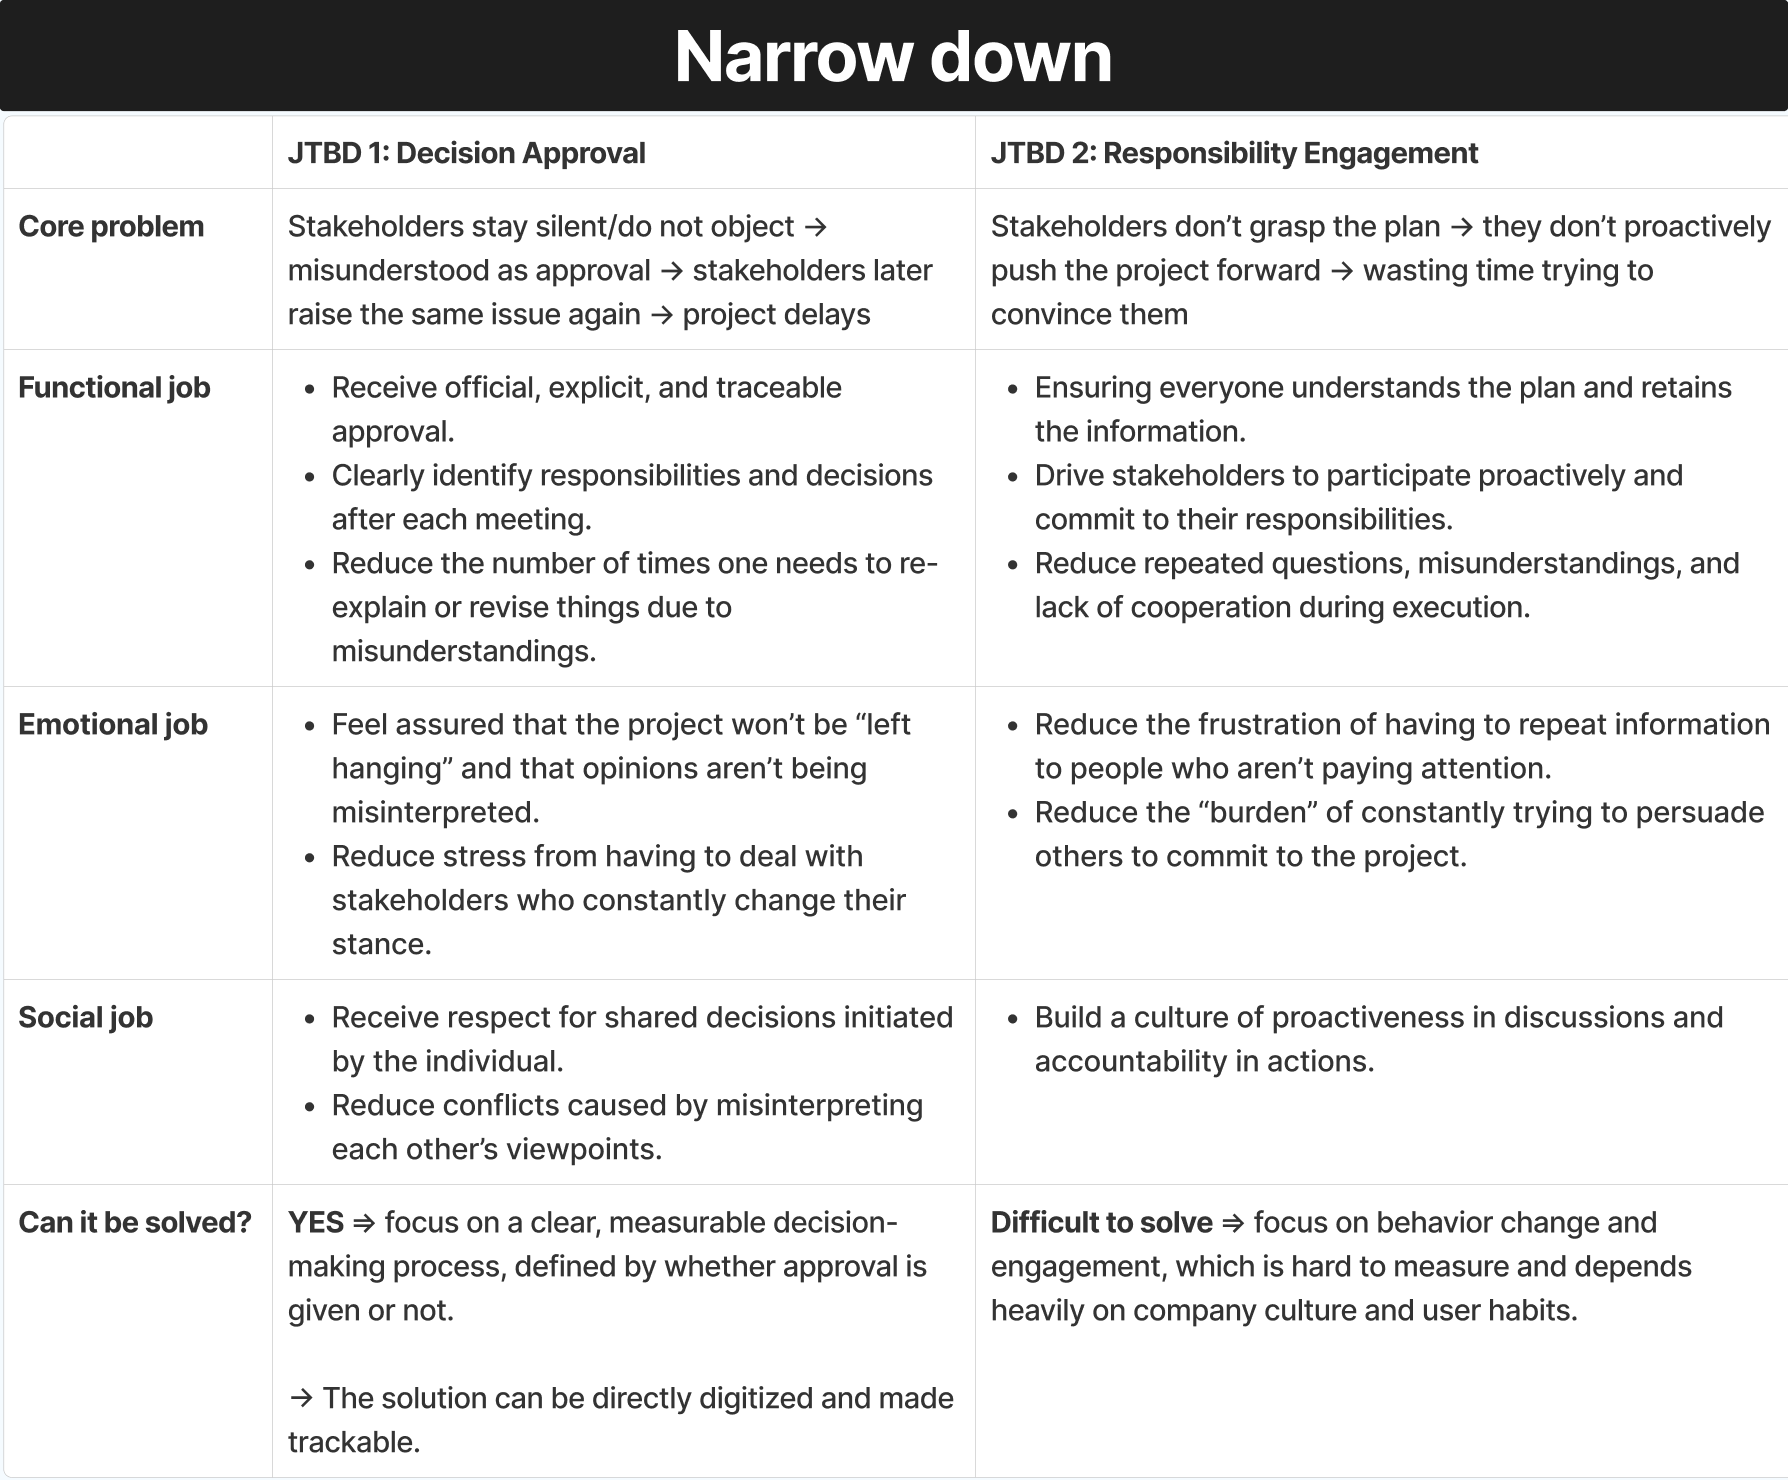 Narrow down
JTBD 1: Decision Approval
JTBD 2: Responsibility Engagement
Core problem
Stakeholders stay silent/do not object →
misunderstood as approval → stakeholders later
raise the same issue again → project delays
Stakeholders don’t grasp the plan → they don’t proactively
push the project forward → wasting time trying to
convince them
Functional job
• Receive official, explicit, and traceable
approval.
• Clearly identify responsibilities and decisions
after each meeting.
• Reduce the number of times one needs to re-
explain or revise things due to
misunderstandings.
• Ensuring everyone understands the plan and retains
the information.
• Drive stakeholders to participate proactively and
commit to their responsibilities.
• Reduce repeated questions, misunderstandings, and
lack of cooperation during execution.
Emotional job
• Feel assured that the project won’t be “left
hanging” and that opinions aren’t being
misinterpreted.
• Reduce stress from having to deal with
stakeholders who constantly change their
stance.
• Reduce the frustration of having to repeat information
to people who aren’t paying attention.
• Reduce the “burden” of constantly trying to persuade
others to commit to the project.
Social job
• Receive respect for shared decisions initiated
by the individual.
• Reduce conflicts caused by misinterpreting
each other’s viewpoints.
• Build a culture of proactiveness in discussions and
accountability in actions.
Can it be solved?
YES ⇒ focus on a clear, measurable decision-
making process, defined by whether approval is
given or not.
→ The solution can be directly digitized and made
trackable.
Difficult to solve ⇒ focus on behavior change and
engagement, which is hard to measure and depends
heavily on company culture and user habits.